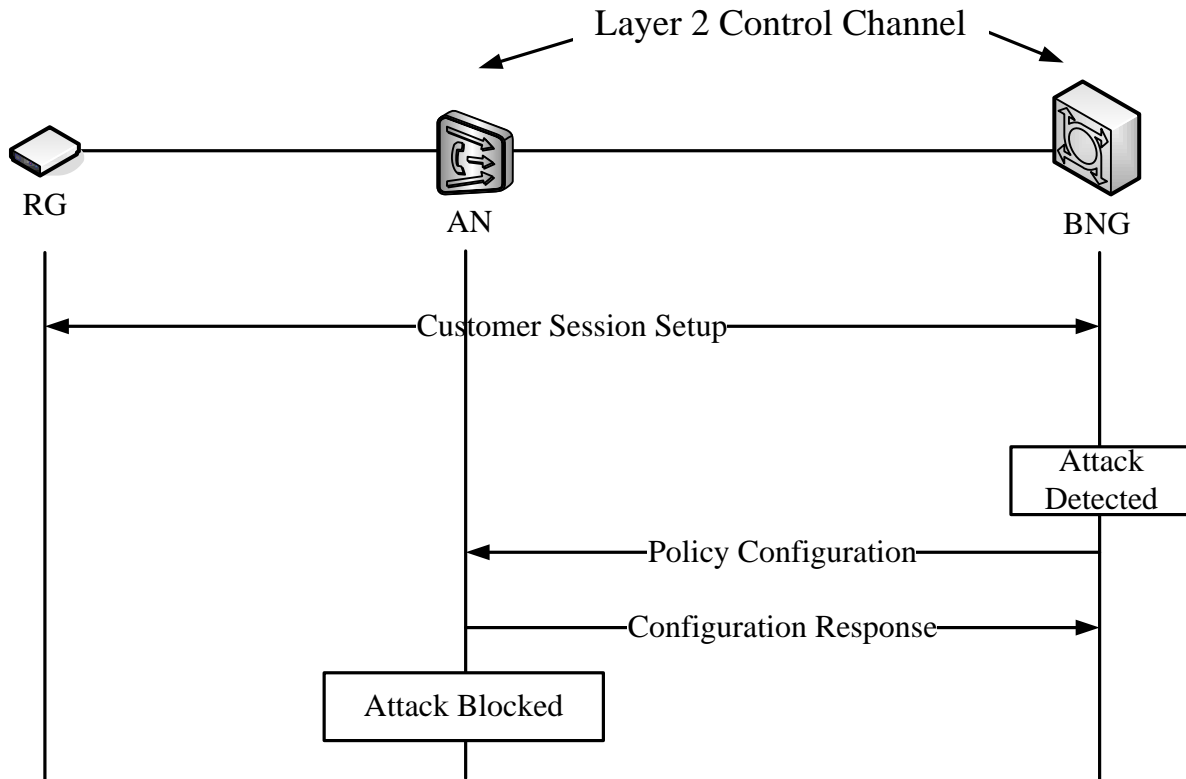 Layer 2 Control Channel
RG
AN
BNG
Customer Session Setup
Attack
Detected
Policy Configuration
Configuration Response
Attack Blocked